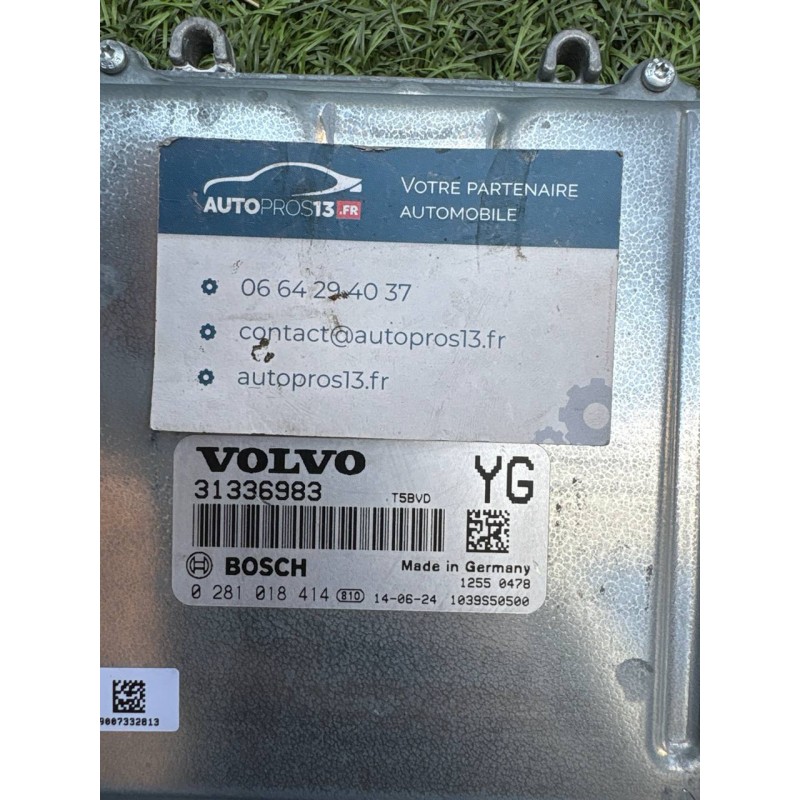 AUTOPROS13.FR
VOTRE PARTENAIRE
AUTOMOBILE
06 64 29 40 37
contact@autopros13.fr
autopros13.fr
VOLVO
YG
31336983
T5BVD
BOSCH
Made in Germany
1255 0478
0 281 018 414 810 14-06-24 1039S50500
9007332813